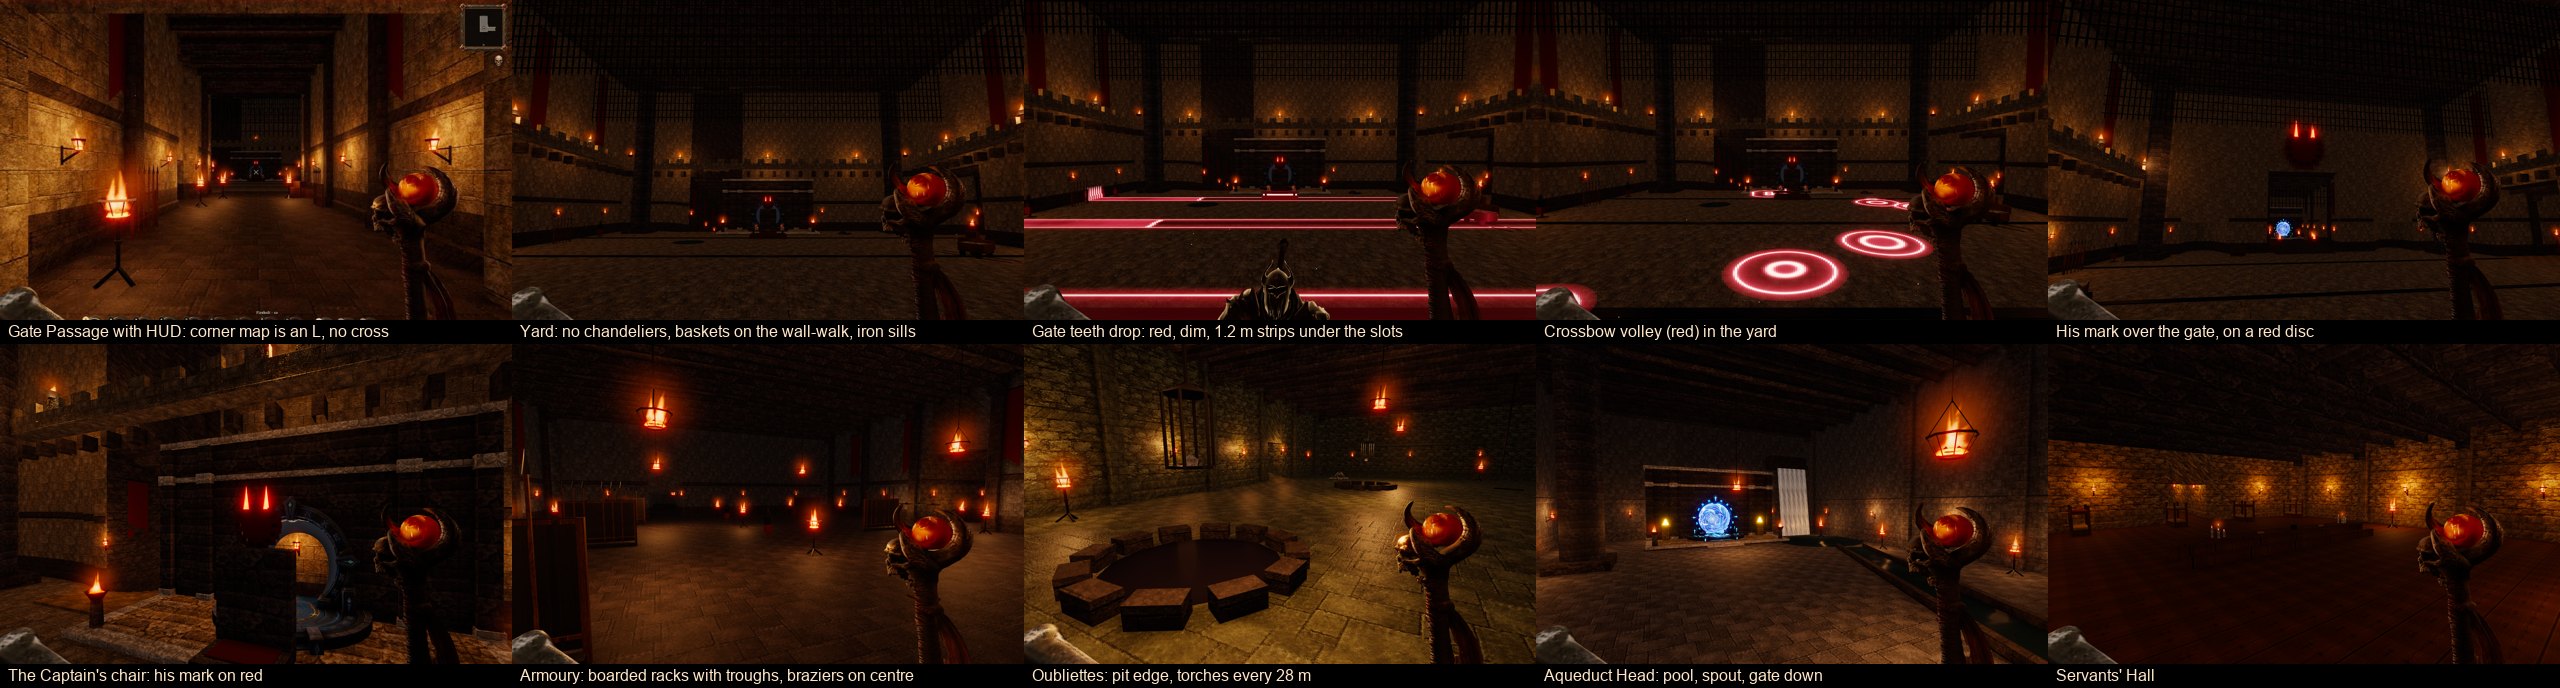 Gate Passage with HUD: corner map is an L, no cross
Yard: no chandeliers, baskets on the wall-walk, iron sills
Gate teeth drop: red, dim, 1.2 m strips under the slots
Crossbow volley (red) in the yard
His mark over the gate, on a red disc
The Captain's chair: his mark on red
Armoury: boarded racks with troughs, braziers on centre
Oubliettes: pit edge, torches every 28 m
Aqueduct Head: pool, spout, gate down
Servants' Hall